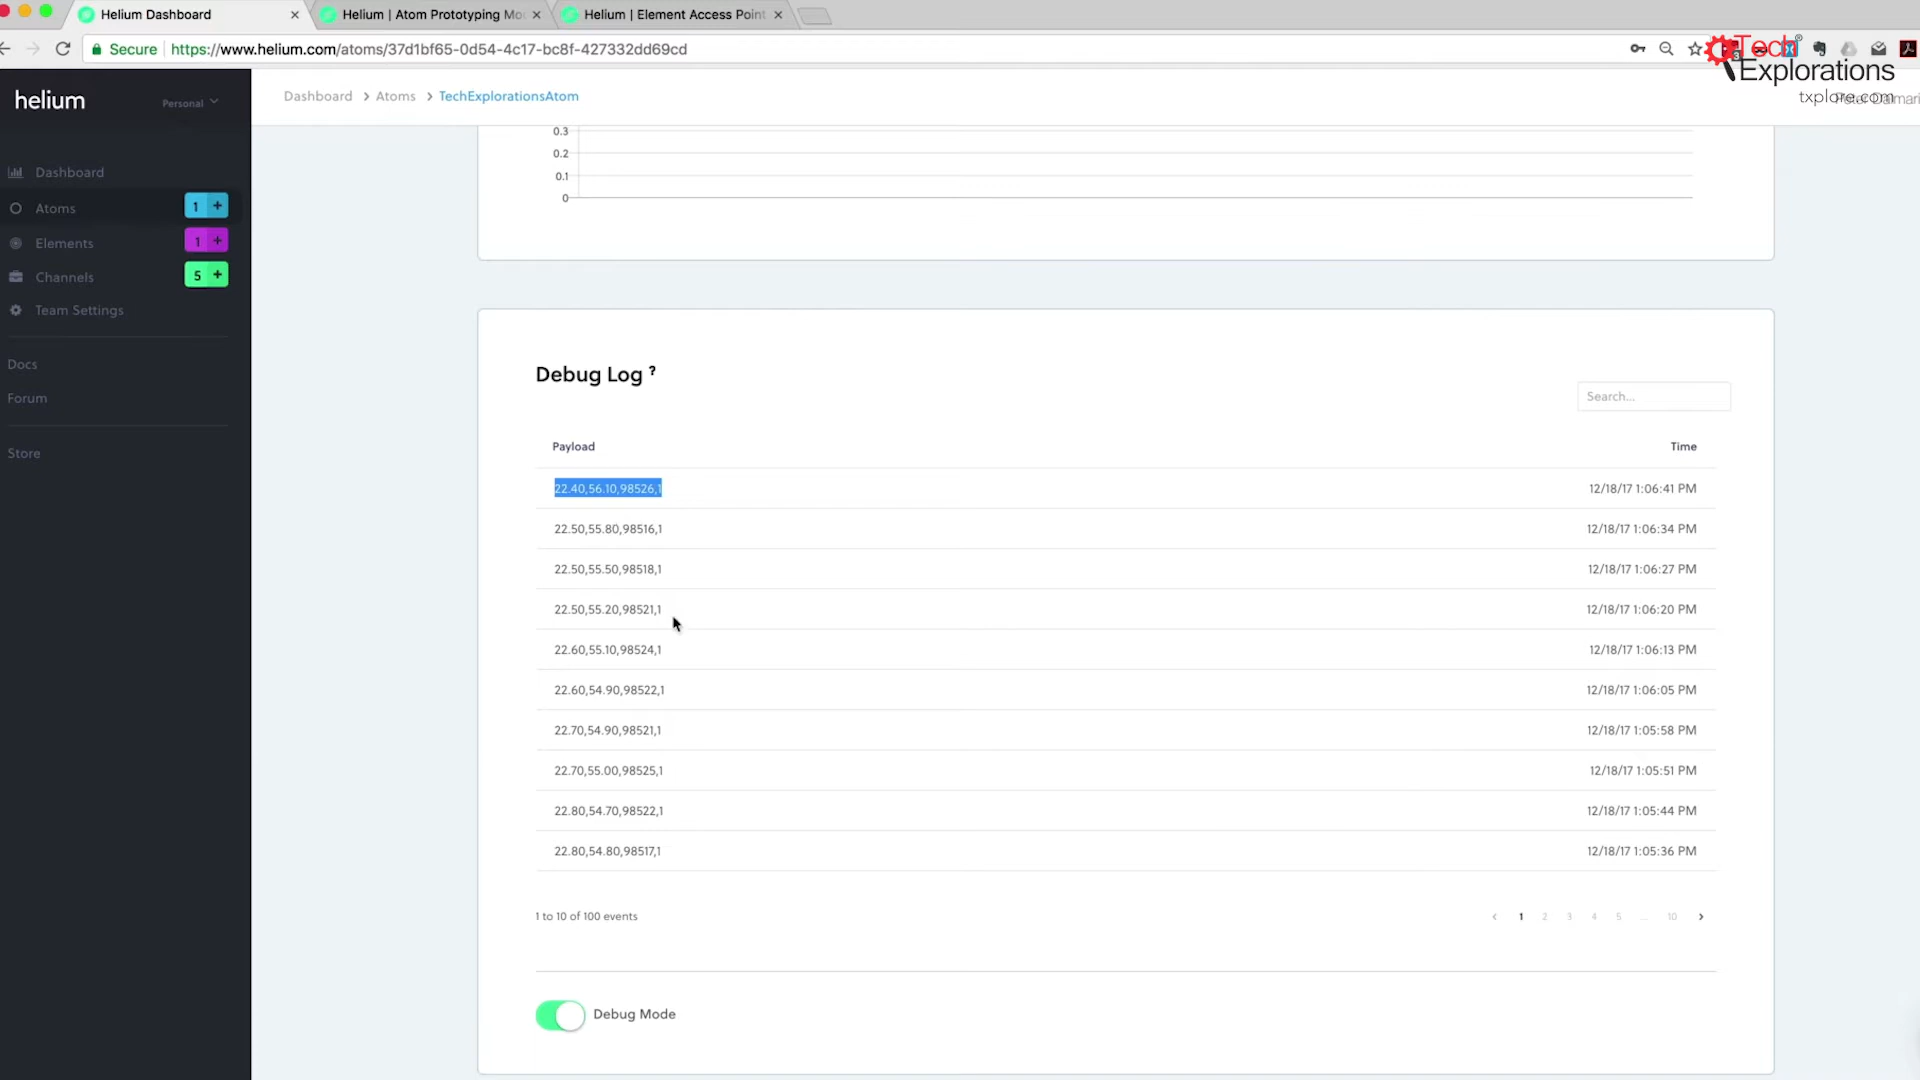 Helium Dashboard
Helium | Atom Prototyping Mo
Helium | Element Access Point
Secure
https://www.helium.com/atoms/37d1bf65-0d54-4c17-bc8f-427332dd69cd
Tech
Explorations
txplore.com
helium
Personal
Dashboard > Atoms > TechExplorationsAtom
Dashboard
Atoms 1 +
Elements 1 +
Channels 5 +
Team Settings
Docs
Forum
Store
0.3
0.2
0.1
0
Debug Log ?
Search...
Payload Time
22.40,56.10,98526,1 12/18/17 1:06:41 PM
22.50,55.80,98516,1 12/18/17 1:06:34 PM
22.50,55.50,98518,1 12/18/17 1:06:27 PM
22.50,55.20,98521,1 12/18/17 1:06:20 PM
22.60,55.10,98524,1 12/18/17 1:06:13 PM
22.60,54.90,98522,1 12/18/17 1:06:05 PM
22.70,54.90,98521,1 12/18/17 1:05:58 PM
22.70,55.00,98525,1 12/18/17 1:05:51 PM
22.80,54.70,98522,1 12/18/17 1:05:44 PM
22.80,54.80,98517,1 12/18/17 1:05:36 PM
1 to 10 of 100 events
‹ 1 2 3 4 5 ... 10 ›
Debug Mode